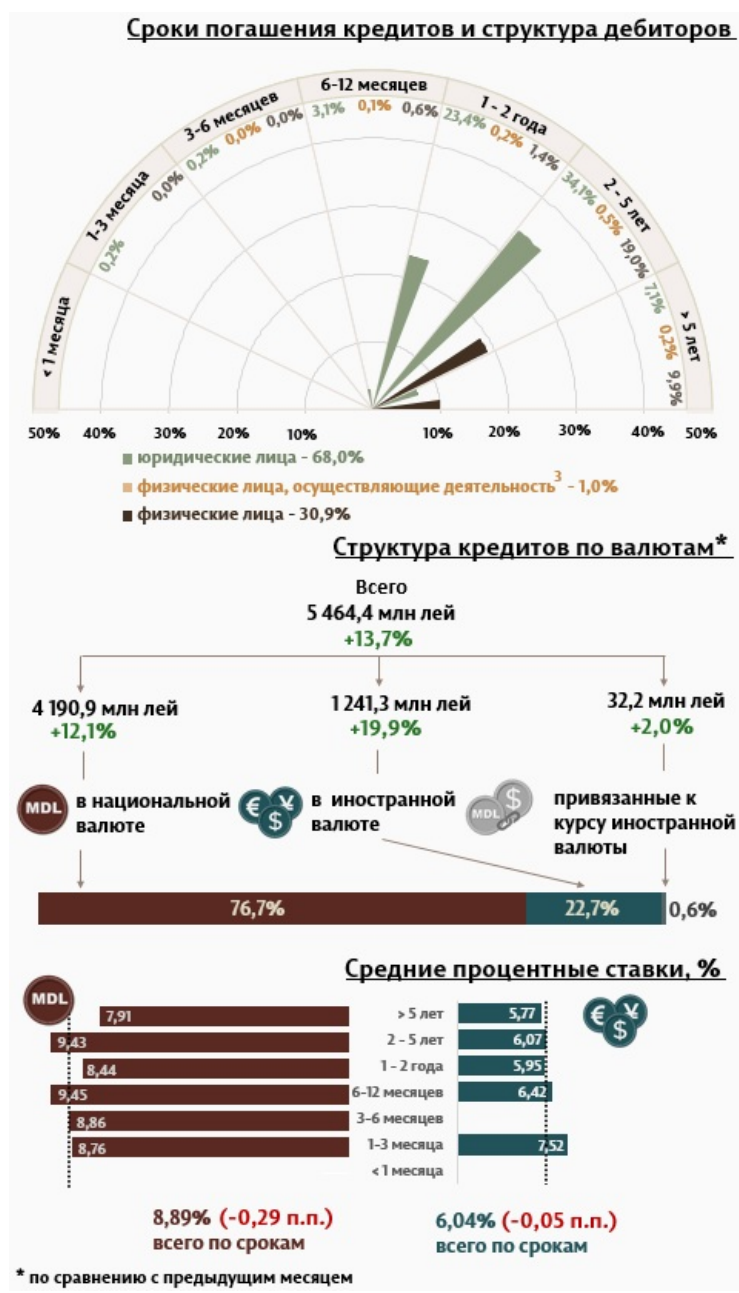 Сроки погашения кредитов и структура дебиторов
< 1 месяца
1-3 месяца
3-6 месяцев
6-12 месяцев
1 - 2 года
2 - 5 лет
> 5 лет
0,2%
0,0%
0,2%
0,0%
0,0%
3,1%
0,1%
0,6%
23,4%
0,2%
1,4%
34,1%
0,5%
19,0%
7,1%
0,2%
9,9%
50% 40% 30% 20% 10% 10% 20% 30% 40% 50%
юридические лица - 68,0%
физические лица, осуществляющие деятельность3 - 1,0%
физические лица - 30,9%
Структура кредитов по валютам*
Всего
5 464,4 млн лей
+13,7%
4 190,9 млн лей
+12,1%
1 241,3 млн лей
+19,9%
32,2 млн лей
+2,0%
MDL
в национальной
валюте
€ ¥ $
в иностранной
валюте
MDL $
привязанные к
курсу иностранной
валюты
76,7% 22,7% 0,6%
Средние процентные ставки, %
MDL
€ ¥ $
7,91 > 5 лет 5,77
9,43 2 - 5 лет 6,07
8,44 1 - 2 года 5,95
9,45 6-12 месяцев 6,42
8,86 3-6 месяцев
8,76 1-3 месяца 7,52
< 1 месяца
8,89% (-0,29 п.п.)
всего по срокам
6,04% (-0,05 п.п.)
всего по срокам
* по сравнению с предыдущим месяцем